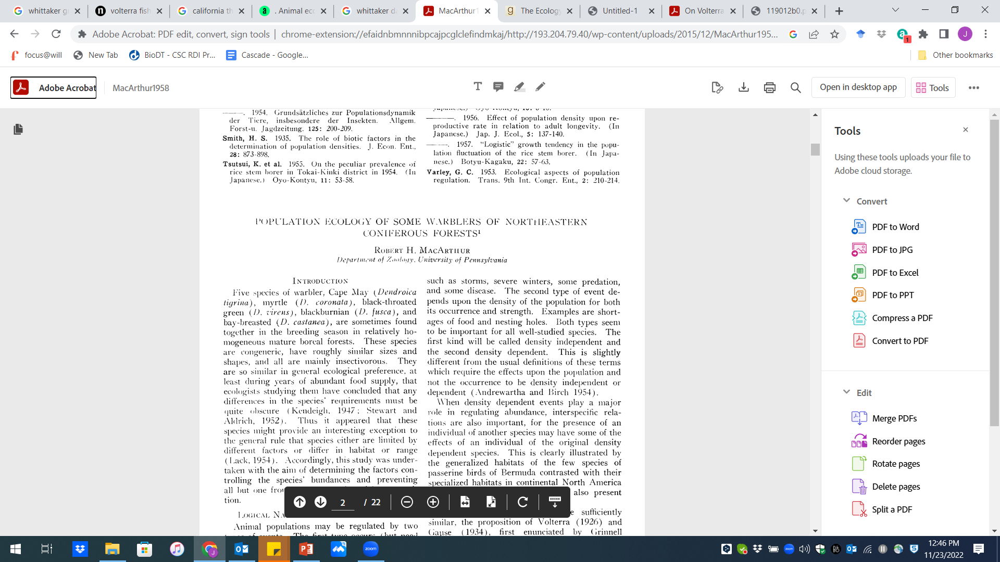 whittaker gr
volterra fish
california th
. Animal eco
whittaker da
MacArthur1
The Ecology
Untitled-1
On Volterra
119012b0.p
Adobe Acrobat: PDF edit, convert, sign tools | chrome-extension://efaidnbmnnnibpcajpcglclefindmkaj/http://193.204.79.40/wp-content/uploads/2015/12/MacArthur195...
1
J
focus@will
New Tab
BioDT - CSC RDI Pr...
Cascade - Google...
Other bookmarks
Adobe Acrobat
MacArthur1958
Open in desktop app
Tools
———. 1954. Grundsätzliches zur Populationsdynamik
der Tiere, insbesondere der Insekten. Allgem.
Forst-u. Jagdzeitung. 125: 200-209.
Smith, H. S. 1935. The role of biotic factors in the
determination of population densities. J. Econ. Ent.,
28: 873-898.
Tsutsui, K. et al. 1955. On the peculiar prevalence of
rice stem borer in Tokai-Kinki district in 1954. (In
Japanese.) Oyo-Kontyu, 11: 53-58.
———. 1956. Effect of population density upon re-
productive rate in relation to adult longevity. (In
Japanese.) Jap. J. Ecol., 5: 137-140.
———. 1957. "Logistic" growth tendency in the popu-
lation fluctuation of the rice stem borer. (In Japa-
nese.) Botyu-Kagaku, 22: 57-63.
Varley, G. C. 1953. Ecological aspects of population
regulation. Trans. 9th Int. Congr. Ent., 2: 210-214.
POPULATION ECOLOGY OF SOME WARBLERS OF NORTHEASTERN
CONIFEROUS FORESTS¹
ROBERT H. MACARTHUR
Department of Zoology, University of Pennsylvania
INTRODUCTION
Five species of warbler, Cape May (Dendroica
tigrina), myrtle (D. coronata), black-throated
green (D. virens), blackburnian (D. fusca), and
bay-breasted (D. castanea), are sometimes found
together in the breeding season in relatively ho-
mogeneous mature boreal forests. These species
are congeneric, have roughly similar sizes and
shapes, and all are mainly insectivorous. They
are so similar in general ecological preference, at
least during years of abundant food supply, that
ecologists studying them have concluded that any
differences in the species' requirements must be
quite obscure (Kendeigh, 1947; Stewart and
Aldrich, 1952). Thus it appeared that these
species might provide an interesting exception to
the general rule that species either are limited by
different factors or differ in habitat or range
(Lack, 1954). Accordingly, this study was under-
taken with the aim of determining the factors con-
trolling the species' bundances and preventing
all but one fro
tion.
LOGICAL NA
Animal populations may be regulated by two
such as storms, severe winters, some predation,
and some disease. The second type of event de-
pends upon the density of the population for both
its occurrence and strength. Examples are short-
ages of food and nesting holes. Both types seem
to be important for all well-studied species. The
first kind will be called density independent and
the second density dependent. This is slightly
different from the usual definitions of these terms
which require the effects upon the population and
not the occurrence to be density independent or
dependent (Andrewartha and Birch 1954).
When density dependent events play a major
role in regulating abundance, interspecific rela-
tions are also important, for the presence of an
individual of another species may have some of the
effects of an individual of the original density
dependent species. This is clearly illustrated by
the generalized habitats of the few species of
passerine birds of Bermuda contrasted with their
specialized habitats in continental North America
also present
e sufficiently
similar, the proposition of Volterra (1926) and
Gause (1934), first enunciated by Grinnell
2 / 22
Tools
Using these tools uploads your file to
Adobe cloud storage.
Convert
PDF to Word
PDF to JPG
PDF to Excel
PDF to PPT
Compress a PDF
Convert to PDF
Edit
Merge PDFs
Reorder pages
Rotate pages
Delete pages
Split a PDF
zoom
12:46 PM
11/23/2022